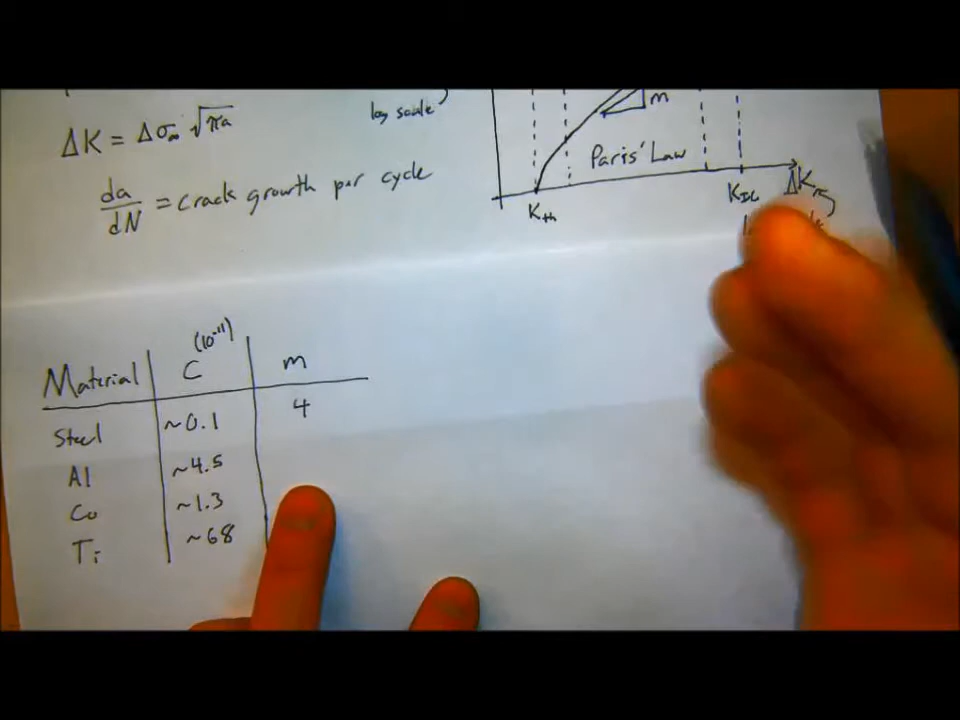 ΔK = Δσ∞ √πa
log scale
m
Paris' Law
da/dN = crack growth per cycle
Kth
KIC
ΔK
Material C (10⁻¹¹) m
Steel ~0.1 4
Al ~4.5
Cu ~1.3
Ti ~68